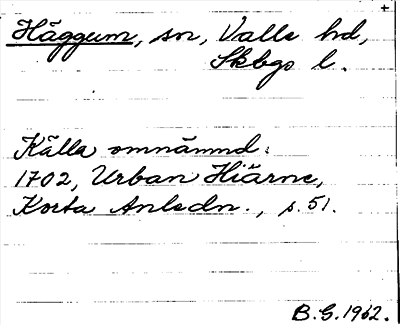 Häggum, sn, Valle hd,
Skbgs l.
Källa omnämnd:
1702, Urban Hiärne,
Korta Anledn., s. 51.
B.G. 1962.